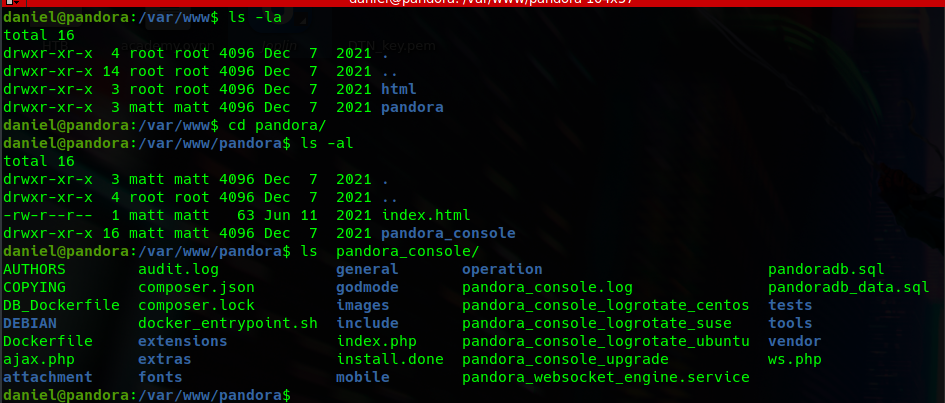 daniel@pandora: /var/www/pandora 104x57
daniel@pandora:/var/www$ ls -la
total 16
drwxr-xr-x  4 root root 4096 Dec  7  2021 .
drwxr-xr-x 14 root root 4096 Dec  7  2021 ..
drwxr-xr-x  3 root root 4096 Dec  7  2021 html
drwxr-xr-x  3 matt matt 4096 Dec  7  2021 pandora
daniel@pandora:/var/www$ cd pandora/
daniel@pandora:/var/www/pandora$ ls -al
total 16
drwxr-xr-x  3 matt matt 4096 Dec  7  2021 .
drwxr-xr-x  4 root root 4096 Dec  7  2021 ..
-rw-r--r--  1 matt matt   63 Jun 11  2021 index.html
drwxr-xr-x 16 matt matt 4096 Dec  7  2021 pandora_console
daniel@pandora:/var/www/pandora$ ls  pandora_console/
AUTHORS        audit.log             general       operation                         pandoradb.sql
COPYING        composer.json         godmode       pandora_console.log               pandoradb_data.sql
DB_Dockerfile  composer.lock         images        pandora_console_logrotate_centos  tests
DEBIAN         docker_entrypoint.sh  include       pandora_console_logrotate_suse    tools
Dockerfile     extensions            index.php     pandora_console_logrotate_ubuntu  vendor
ajax.php       extras                install.done  pandora_console_upgrade           ws.php
attachment     fonts                 mobile        pandora_websocket_engine.service
daniel@pandora:/var/www/pandora$